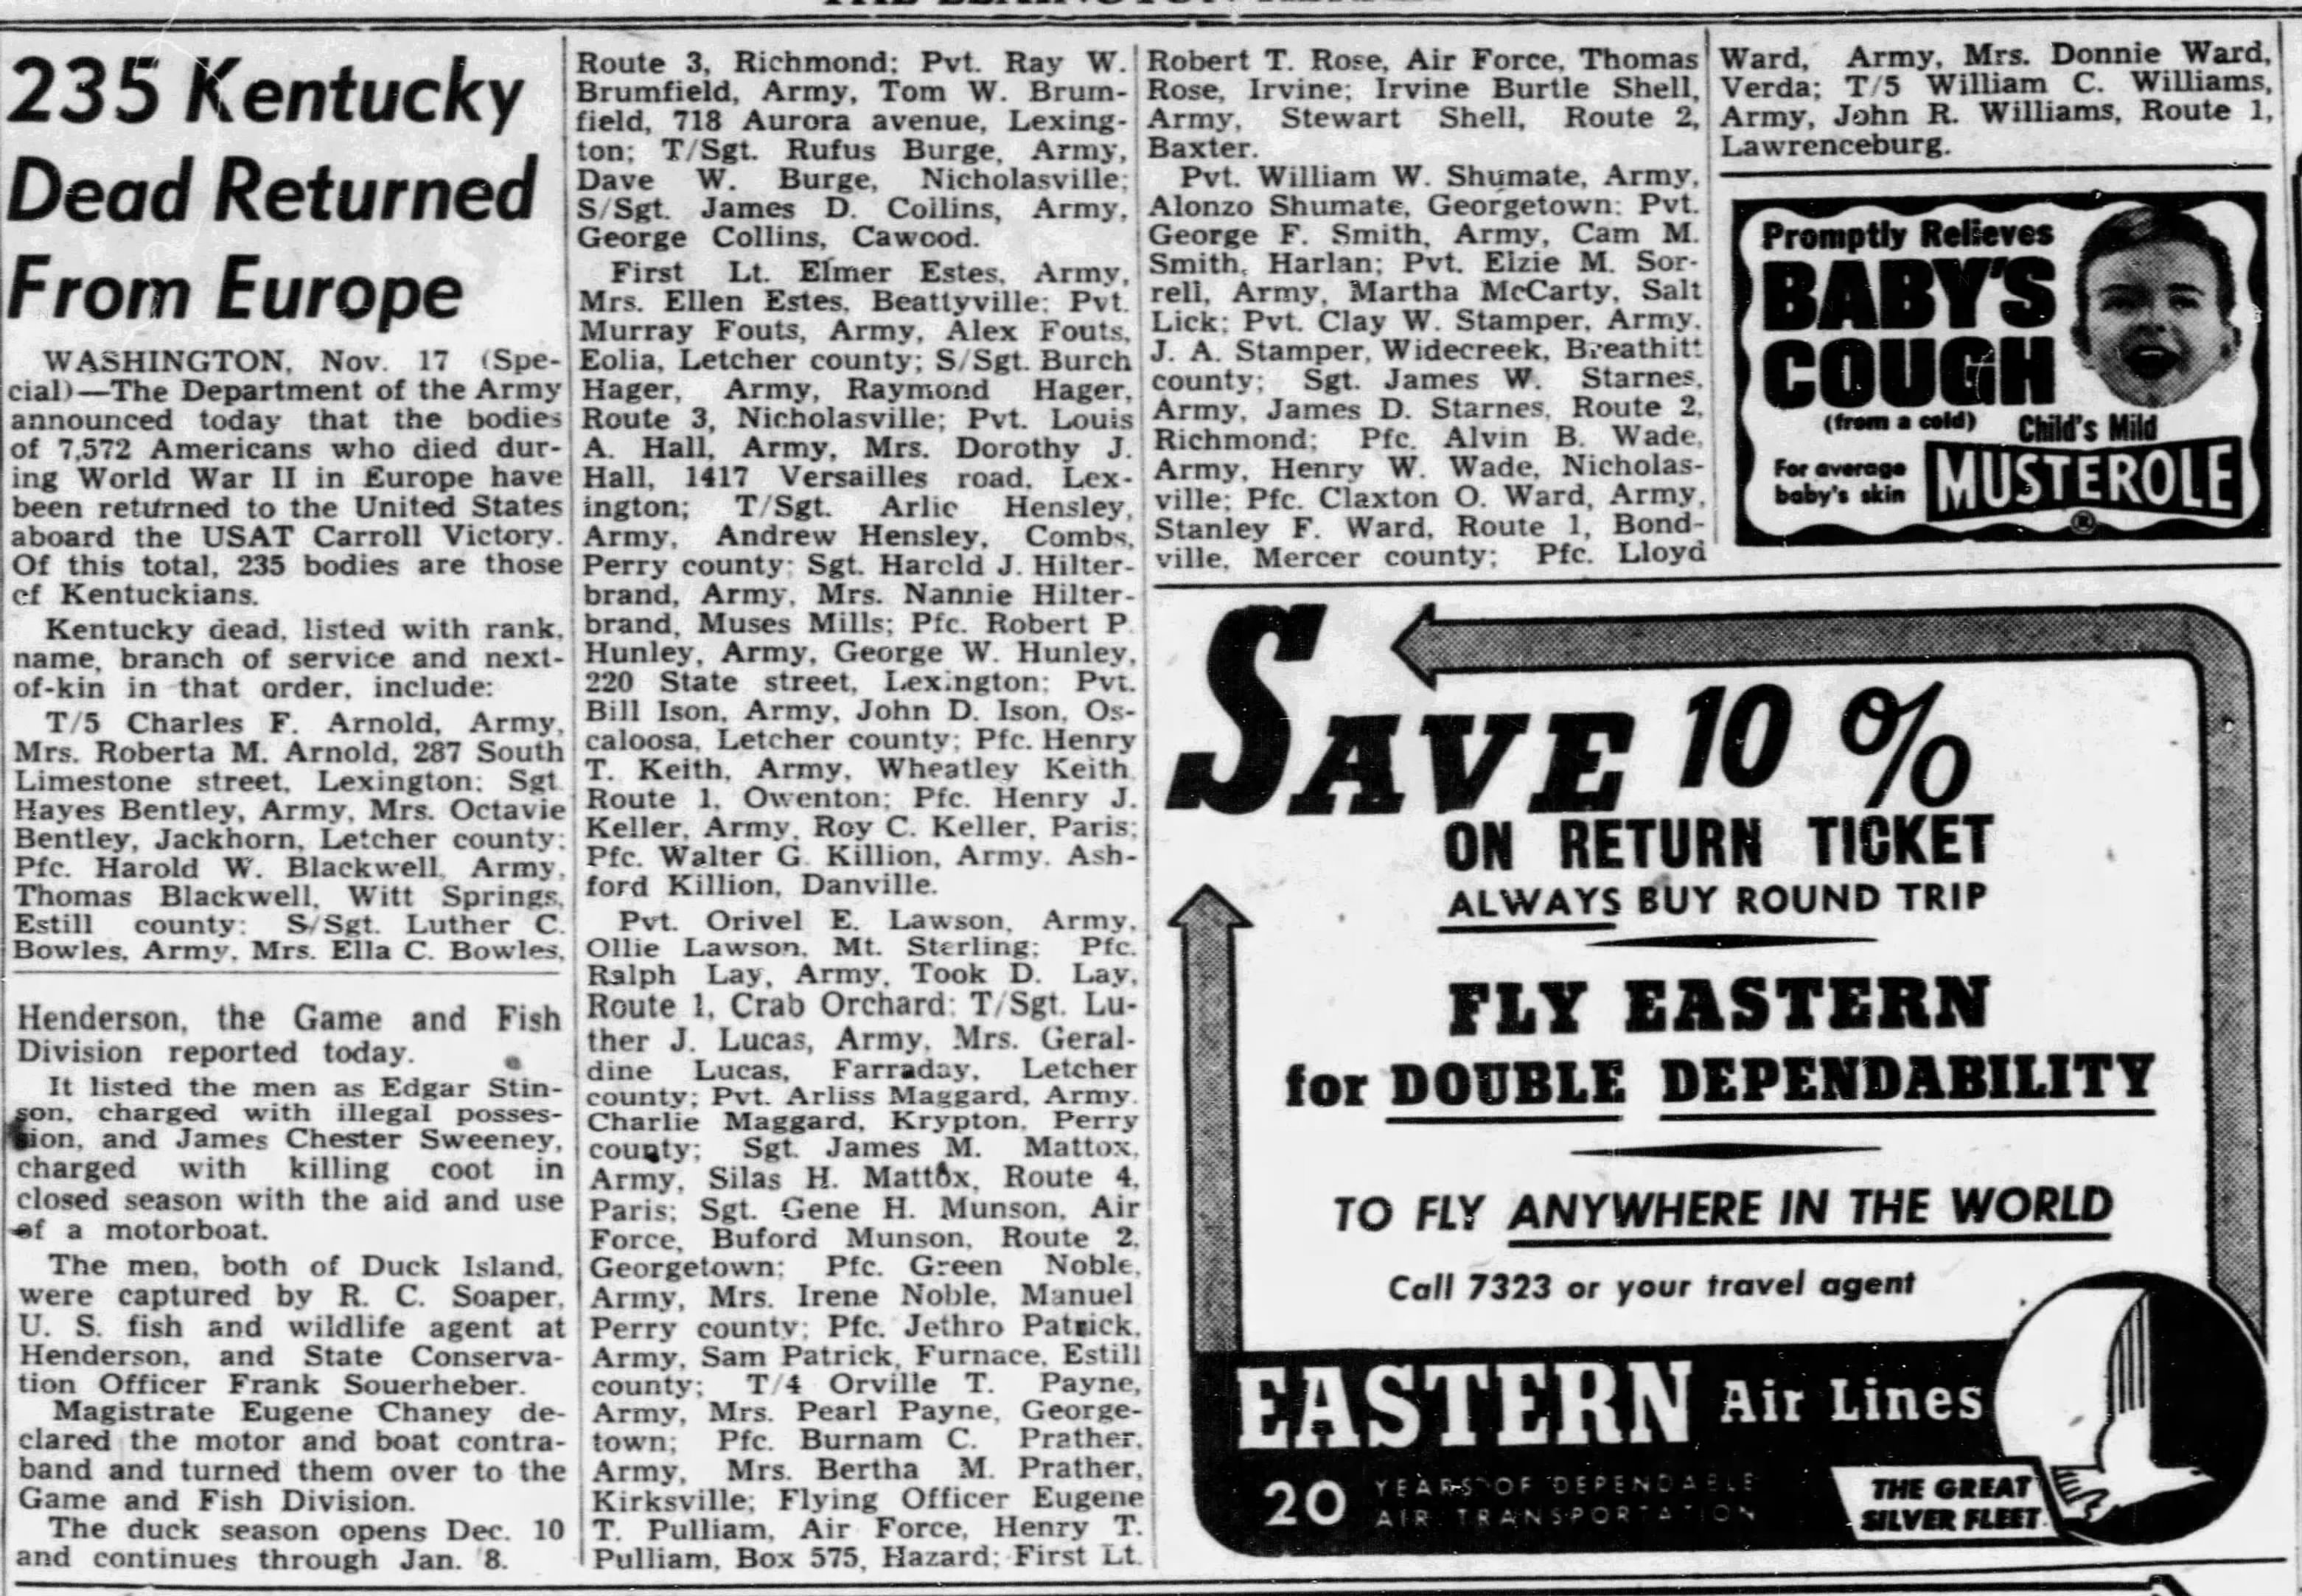 235 Kentucky
Dead Returned
From Europe
WASHINGTON, Nov. 17 (Spe-
cial)—The Department of the Army
announced today that the bodies
of 7,572 Americans who died dur-
ing World War II in Europe have
been returned to the United States
aboard the USAT Carroll Victory.
Of this total, 235 bodies are those
of Kentuckians.
Kentucky dead, listed with rank,
name, branch of service and next-
of-kin in that order, include:
T/5 Charles F. Arnold, Army,
Mrs. Roberta M. Arnold, 287 South
Limestone street, Lexington; Sgt.
Hayes Bentley, Army, Mrs. Octavie
Bentley, Jackhorn, Letcher county;
Pfc. Harold W. Blackwell, Army,
Thomas Blackwell, Witt Springs,
Estill county; S/Sgt. Luther C.
Bowles, Army, Mrs. Ella C. Bowles,
Henderson, the Game and Fish
Division reported today.
It listed the men as Edgar Stin-
son, charged with illegal posses-
sion, and James Chester Sweeney,
charged with killing coot in
closed season with the aid and use
of a motorboat.
The men, both of Duck Island,
were captured by R. C. Soaper,
U. S. fish and wildlife agent at
Henderson, and State Conserva-
tion Officer Frank Souerheber.
Magistrate Eugene Chaney de-
clared the motor and boat contra-
band and turned them over to the
Game and Fish Division.
The duck season opens Dec. 10
and continues through Jan. 8.
Route 3, Richmond; Pvt. Ray W.
Brumfield, Army, Tom W. Brum-
field, 718 Aurora avenue, Lexing-
ton; T/Sgt. Rufus Burge, Army,
Dave W. Burge, Nicholasville;
S/Sgt. James D. Collins, Army,
George Collins, Cawood.
First Lt. Elmer Estes, Army,
Mrs. Ellen Estes, Beattyville; Pvt.
Murray Fouts, Army, Alex Fouts,
Eolia, Letcher county; S/Sgt. Burch
Hager, Army, Raymond Hager,
Route 3, Nicholasville; Pvt. Louis
A. Hall, Army, Mrs. Dorothy J.
Hall, 1417 Versailles road, Lex-
ington; T/Sgt. Arlie Hensley,
Army, Andrew Hensley, Combs,
Perry county; Sgt. Harold J. Hilter-
brand, Army, Mrs. Nannie Hilter-
brand, Muses Mills; Pfc. Robert P.
Hunley, Army, George W. Hunley,
220 State street, Lexington; Pvt.
Bill Ison, Army, John D. Ison, Os-
caloosa, Letcher county; Pfc. Henry
T. Keith, Army, Wheatley Keith
Route 1, Owenton; Pfc. Henry J.
Keller, Army, Roy C. Keller, Paris;
Pfc. Walter G. Killion, Army, Ash-
ford Killion, Danville.
Pvt. Orivel E. Lawson, Army,
Ollie Lawson, Mt. Sterling; Pfc.
Ralph Lay, Army, Took D. Lay,
Route 1, Crab Orchard; T/Sgt. Lu-
ther J. Lucas, Army, Mrs. Geral-
dine Lucas, Farraday, Letcher
county; Pvt. Arliss Maggard, Army.
Charlie Maggard, Krypton, Perry
county; Sgt. James M. Mattox,
Army, Silas H. Mattox, Route 4,
Paris; Sgt. Gene H. Munson, Air
Force, Buford Munson, Route 2,
Georgetown; Pfc. Green Noble,
Army, Mrs. Irene Noble, Manuel
Perry county; Pfc. Jethro Patrick,
Army, Sam Patrick, Furnace, Estill
county; T/4 Orville T. Payne,
Army, Mrs. Pearl Payne, George-
town; Pfc. Burnam C. Prather,
Army, Mrs. Bertha M. Prather,
Kirksville; Flying Officer Eugene
T. Pulliam, Air Force, Henry T.
Pulliam, Box 575, Hazard; First Lt.
Robert T. Rose, Air Force, Thomas
Rose, Irvine; Irvine Burtle Shell,
Army, Stewart Shell, Route 2,
Baxter.
Pvt. William W. Shumate, Army,
Alonzo Shumate, Georgetown; Pvt.
George F. Smith, Army, Cam M.
Smith, Harlan; Pvt. Elzie M. Sor-
rell, Army, Martha McCarty, Salt
Lick; Pvt. Clay W. Stamper, Army,
J. A. Stamper, Widecreek, Breathitt
county; Sgt. James W. Starnes,
Army, James D. Starnes, Route 2,
Richmond; Pfc. Alvin B. Wade,
Army, Henry W. Wade, Nicholas-
ville; Pfc. Claxton O. Ward, Army,
Stanley F. Ward, Route 1, Bond-
ville, Mercer county; Pfc. Lloyd
Ward, Army, Mrs. Donnie Ward,
Verda; T/5 William C. Williams,
Army, John R. Williams, Route 1,
Lawrenceburg.
Promptly Relieves
BABY'S
COUGH
(from a cold) Child's Mild
For average
baby's skin
MUSTEROLE
®
SAVE 10%
ON RETURN TICKET
ALWAYS BUY ROUND TRIP
FLY EASTERN
for DOUBLE DEPENDABILITY
TO FLY ANYWHERE IN THE WORLD
Call 7323 or your travel agent
EASTERN Air Lines
20 YEARS OF DEPENDABLE
AIR TRANSPORTATION
THE GREAT
SILVER FLEET